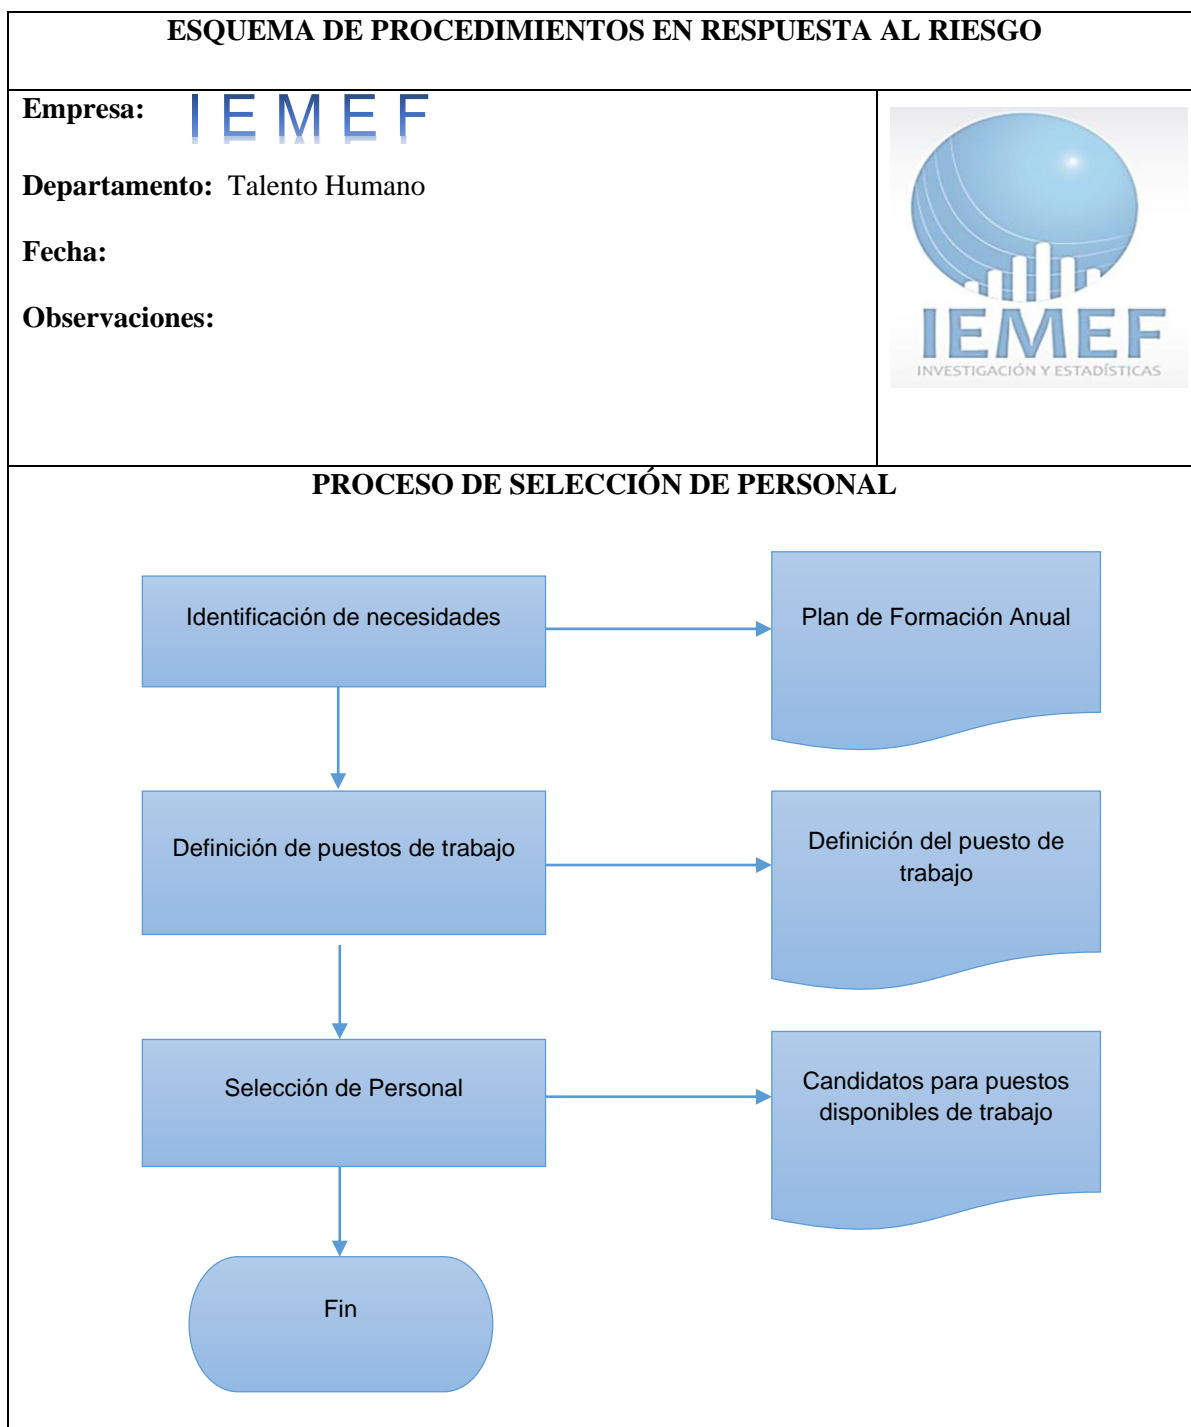 ESQUEMA DE PROCEDIMIENTOS EN RESPUESTA AL RIESGO
Empresa: IEMEF
Departamento: Talento Humano
Fecha:
Observaciones:
IEMEF
INVESTIGACIÓN Y ESTADÍSTICAS
PROCESO DE SELECCIÓN DE PERSONAL
Identificación de necesidades
Plan de Formación Anual
Definición de puestos de trabajo
Definición del puesto de
trabajo
Selección de Personal
Candidatos para puestos
disponibles de trabajo
Fin